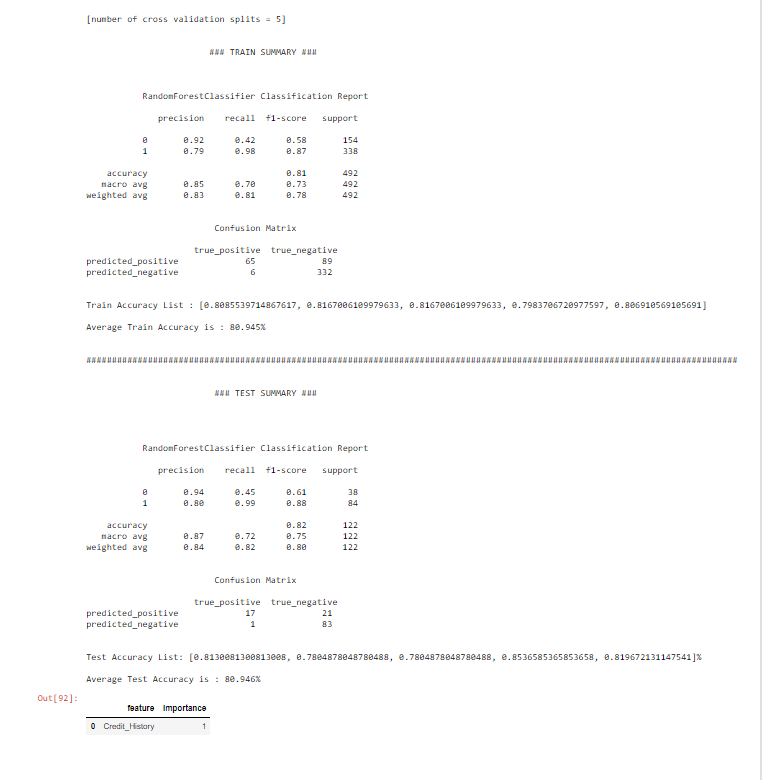 [number of cross validation splits = 5]
### TRAIN SUMMARY ###
RandomForestClassifier Classification Report
precision recall f1-score support
0 0.92 0.42 0.58 154
1 0.79 0.98 0.87 338
accuracy 0.81 492
macro avg 0.85 0.70 0.73 492
weighted avg 0.83 0.81 0.78 492
Confusion Matrix
true_positive true_negative
predicted_positive 65 89
predicted_negative 6 332
Train Accuracy List : [0.8085539714867617, 0.8167006109979633, 0.8167006109979633, 0.7983706720977597, 0.806910569105691]
Average Train Accuracy is : 80.945%
###############################################################################################################################
### TEST SUMMARY ###
RandomForestClassifier Classification Report
precision recall f1-score support
0 0.94 0.45 0.61 38
1 0.80 0.99 0.88 84
accuracy 0.82 122
macro avg 0.87 0.72 0.75 122
weighted avg 0.84 0.82 0.80 122
Confusion Matrix
true_positive true_negative
predicted_positive 17 21
predicted_negative 1 83
Test Accuracy List: [0.8130081300813008, 0.7804878048780488, 0.7804878048780488, 0.8536585365853658, 0.819672131147541]%
Average Test Accuracy is : 80.946%
Out[92]:
feature Importance
0 Credit_History 1